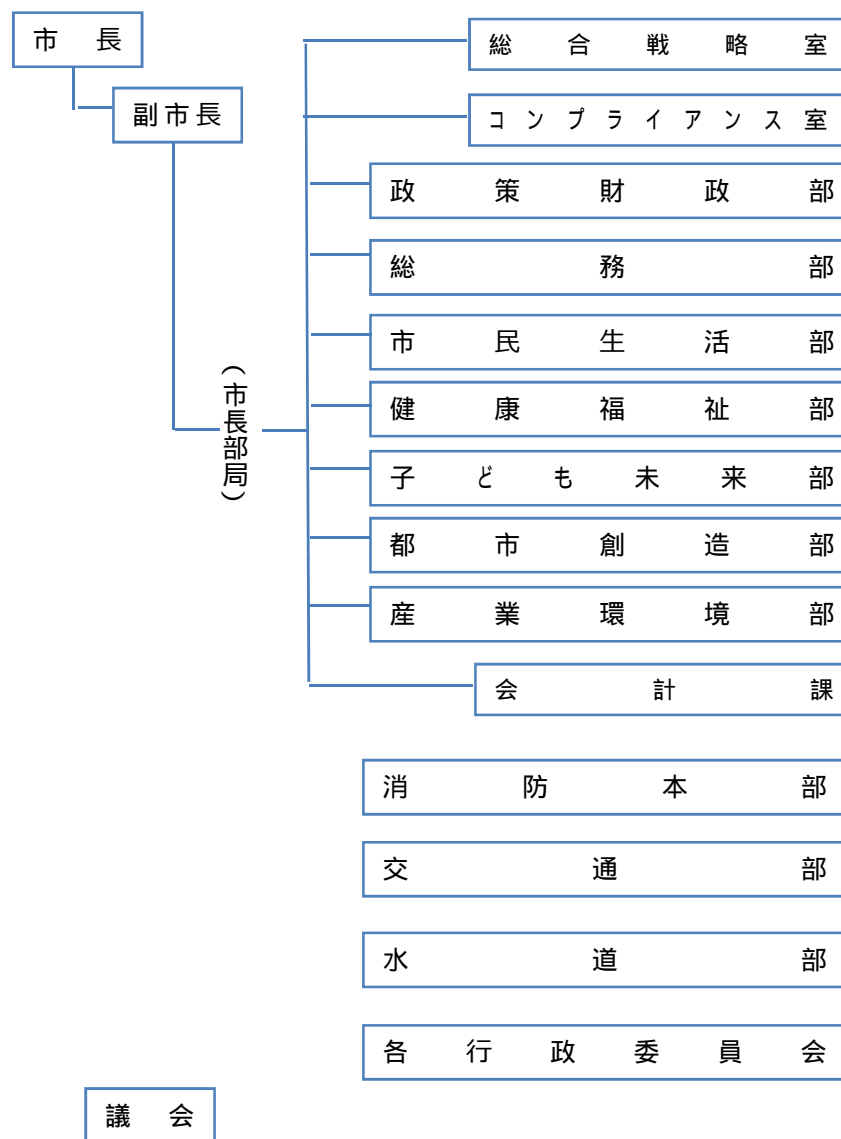 市長
総合戦略室
副市長
コンプライアンス室
政策財政部
総務部
市民生活部
(市長部局)
健康福祉部
子ども未来部
都市創造部
産業環境部
会計課
消防本部
交通部
水道部
各行政委員会
議会